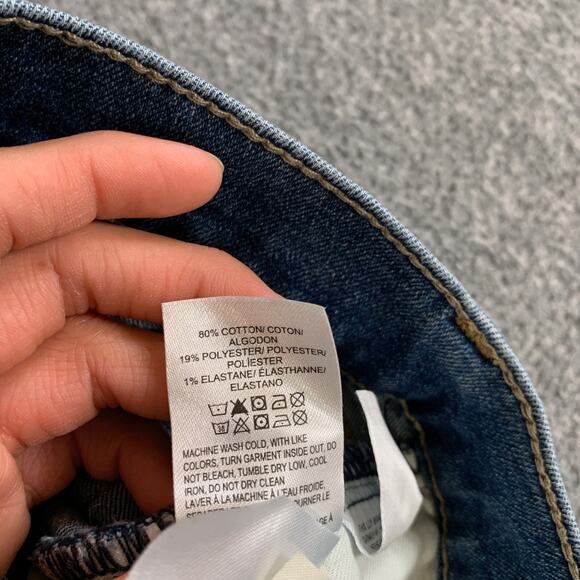 80% COTTON/ COTON/
ALGODON
19% POLYESTER/ POLYESTER/
POLIÉSTER
1% ELASTANE/ ÉLASTHANNE/
ELASTANO
30
MACHINE WASH COLD, WITH LIKE
COLORS, TURN GARMENT INSIDE OUT, DO
NOT BLEACH, TUMBLE DRY LOW, COOL
IRON, DO NOT DRY CLEAN
LAVER À LA MACHINE À L'EAU FROIDE,